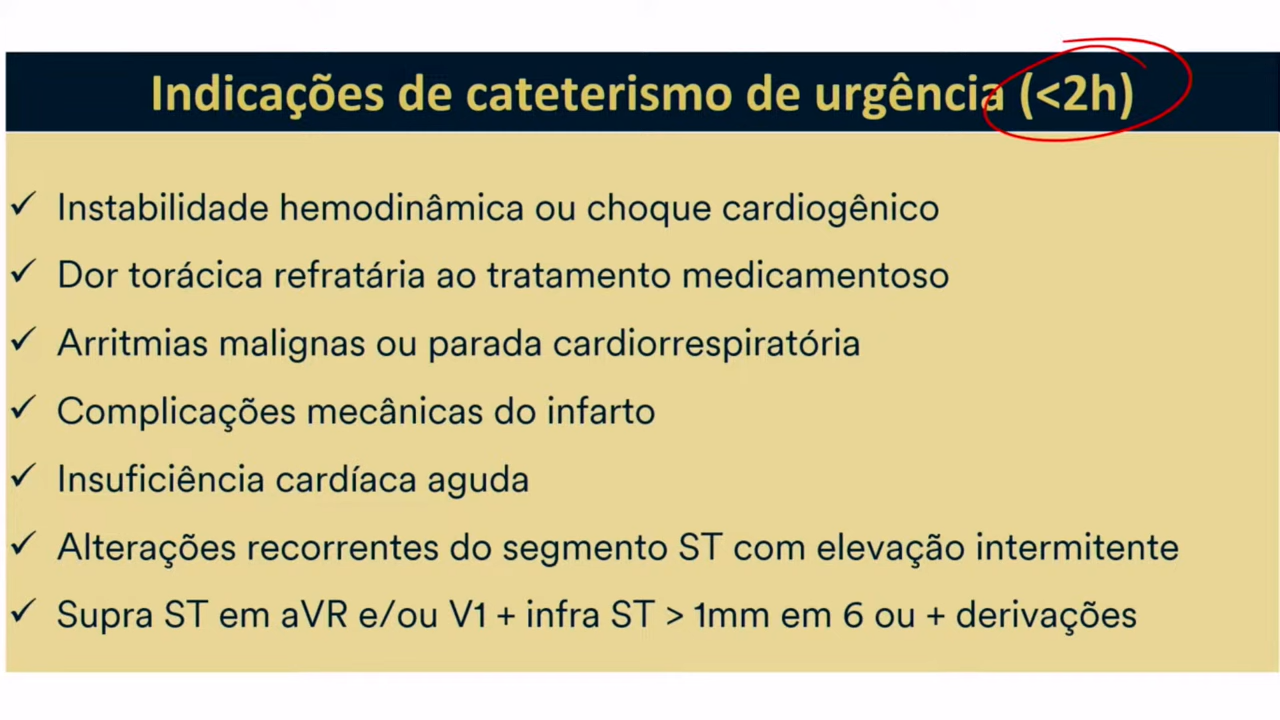 Indicações de cateterismo de urgência (<2h)
✓ Instabilidade hemodinâmica ou choque cardiogênico
✓ Dor torácica refratária ao tratamento medicamentoso
✓ Arritmias malignas ou parada cardiorrespiratória
✓ Complicações mecânicas do infarto
✓ Insuficiência cardíaca aguda
✓ Alterações recorrentes do segmento ST com elevação intermitente
✓ Supra ST em aVR e/ou V1 + infra ST > 1mm em 6 ou + derivações